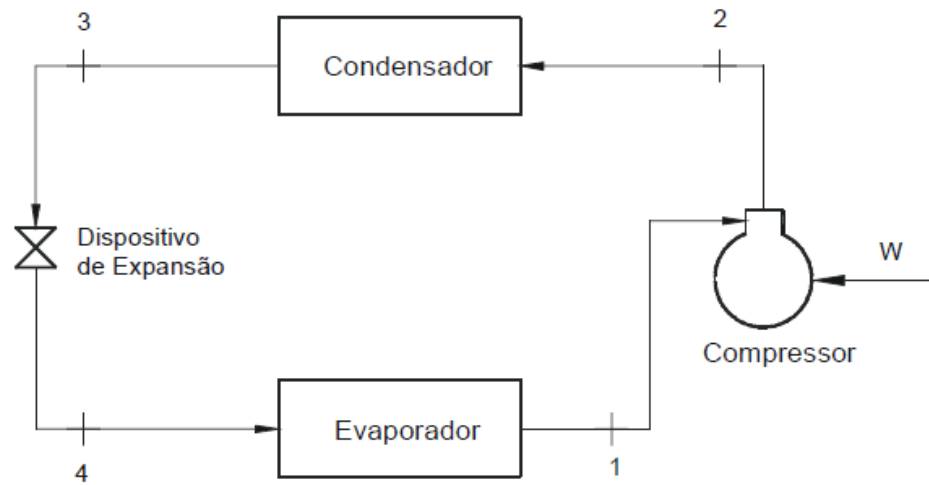 3
2
Condensador
Dispositivo
de Expansão
W
Compressor
Evaporador
4
1